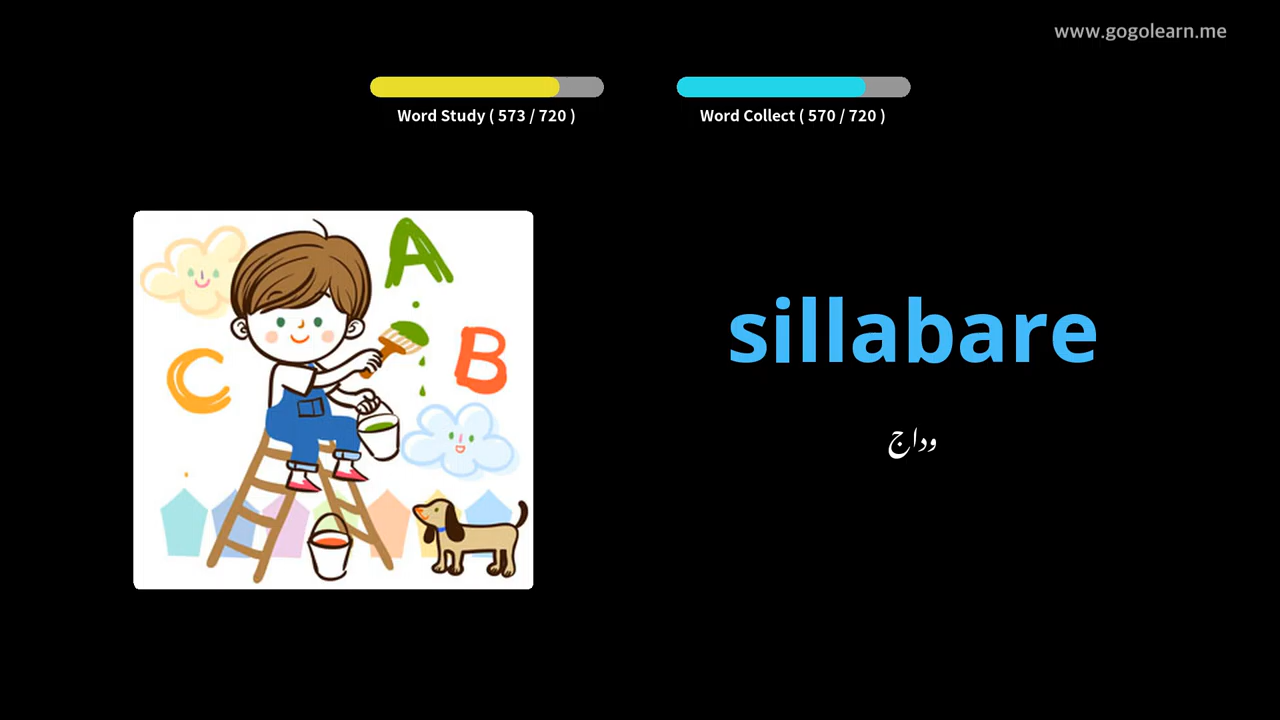 www.gogolearn.me
Word Study ( 573 / 720 )
Word Collect ( 570 / 720 )
A
B
C
sillabare
وداج